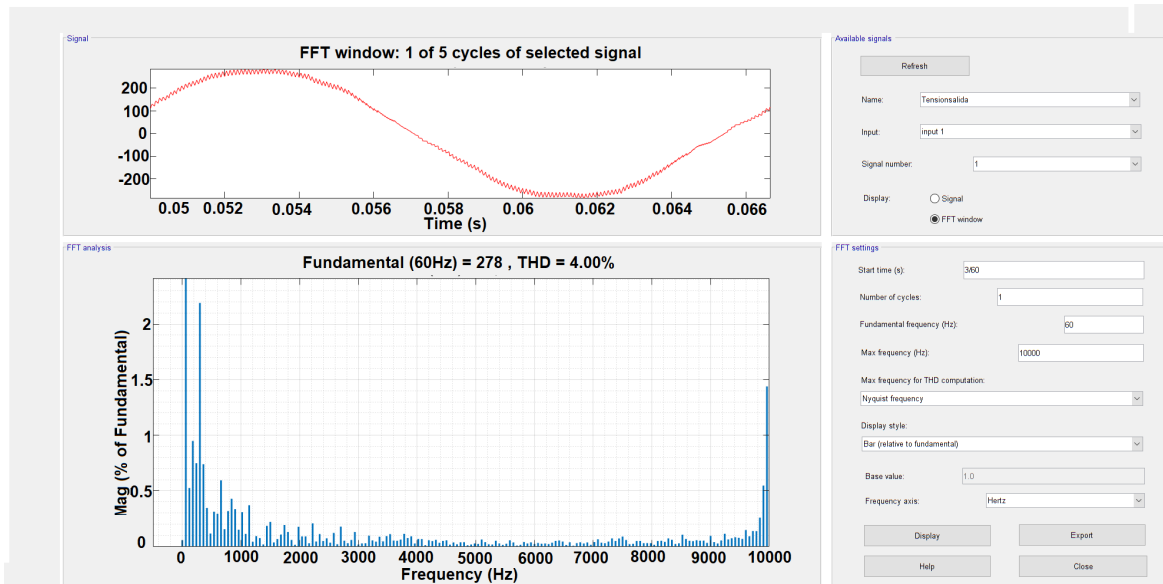 Signal
FFT window: 1 of 5 cycles of selected signal
200
100
0
-100
-200
0.05 0.052 0.054 0.056 0.058 0.06 0.062 0.064 0.066
Time (s)
FFT analysis
Fundamental (60Hz) = 278 , THD = 4.00%
Mag (% of Fundamental)
2
1.5
1
0.5
0
0 1000 2000 3000 4000 5000 6000 7000 8000 9000 10000
Frequency (Hz)
Available signals
Refresh
Name: Tensionsalida
Input: input 1
Signal number: 1
Display: Signal
FFT window
FFT settings
Start time (s): 3/60
Number of cycles: 1
Fundamental frequency (Hz): 60
Max frequency (Hz): 10000
Max frequency for THD computation:
Nyquist frequency
Display style:
Bar (relative to fundamental)
Base value: 1.0
Frequency axis: Hertz
Display Export
Help Close